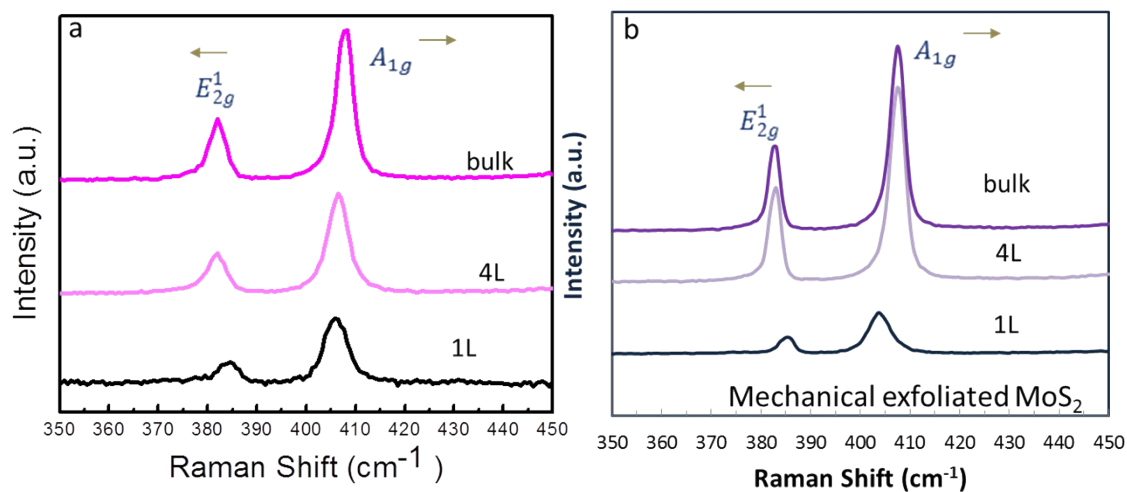 a
E¹₂g
A₁g
bulk
4L
1L
Intensity (a.u.)
350 360 370 380 390 400 410 420 430 440 450
Raman Shift (cm⁻¹)
b
E¹₂g
A₁g
bulk
4L
1L
Mechanical exfoliated MoS₂
Intensity (a.u.)
350 360 370 383 390 400 410 420 430 440 450
Raman Shift (cm⁻¹)